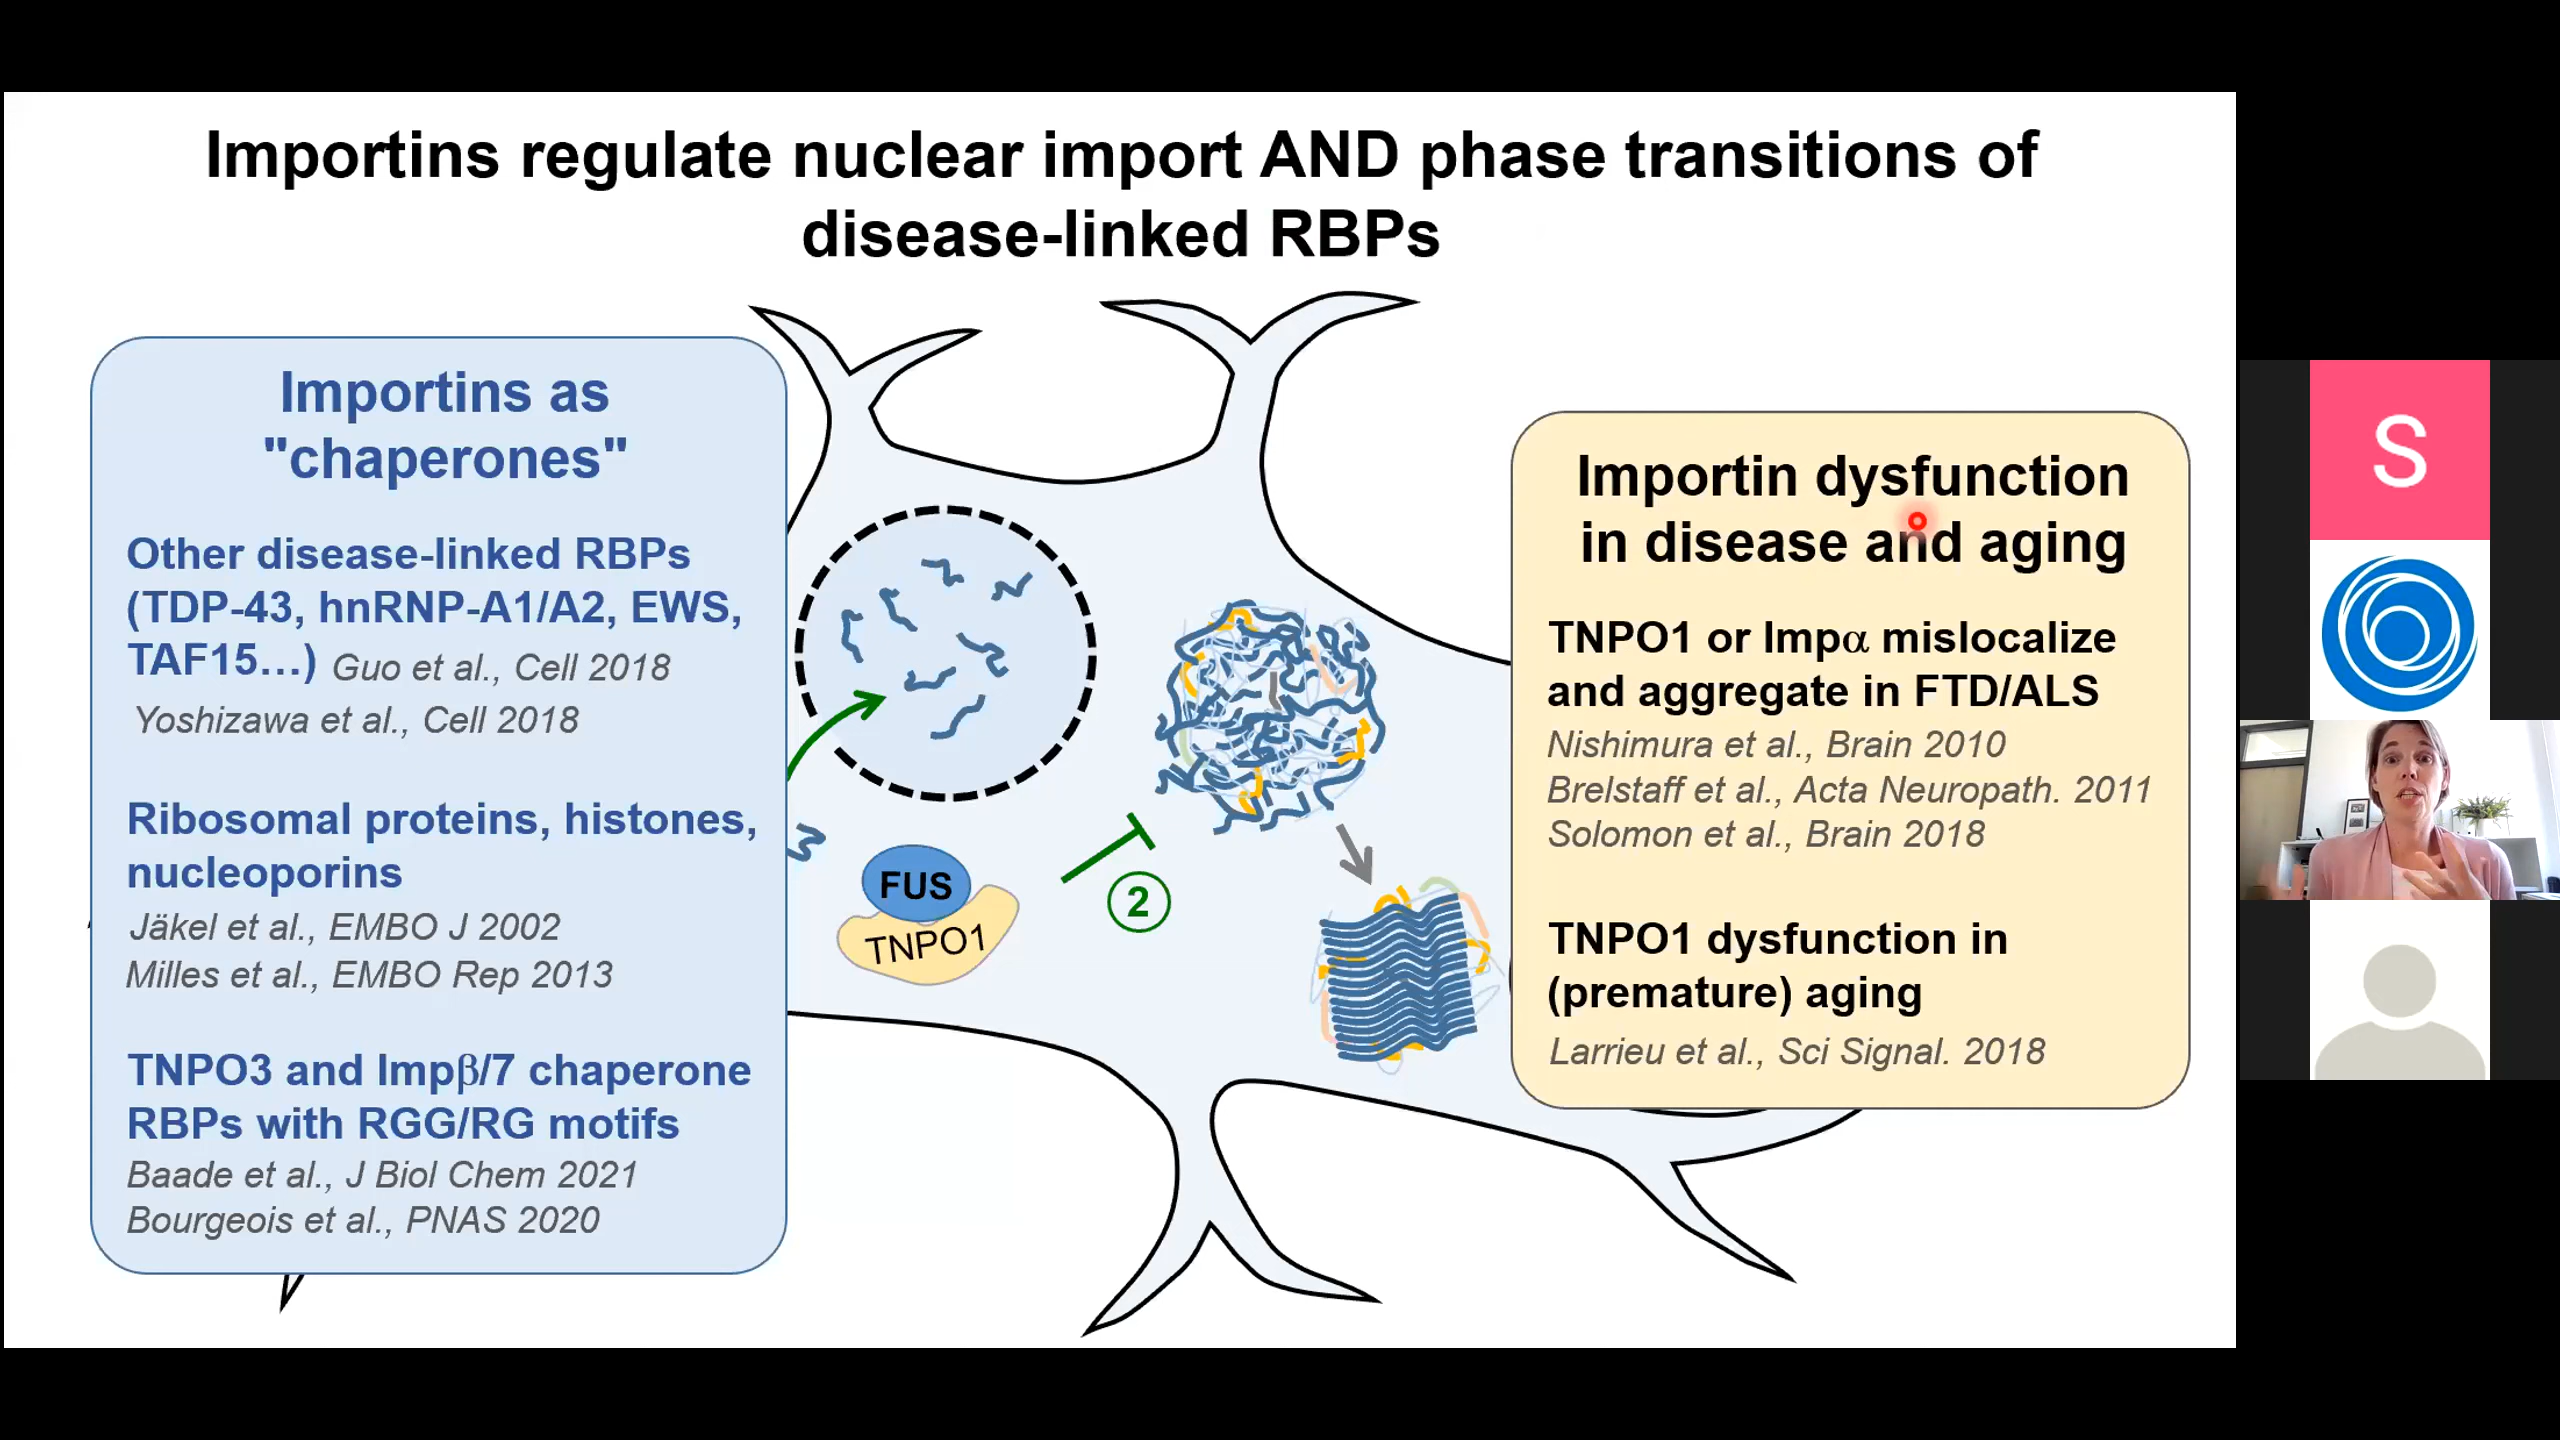 Importins regulate nuclear import AND phase transitions of
disease-linked RBPs
Importins as
"chaperones"
Other disease-linked RBPs
(TDP-43, hnRNP-A1/A2, EWS,
TAF15…) Guo et al., Cell 2018
Yoshizawa et al., Cell 2018
Ribosomal proteins, histones,
nucleoporins
Jäkel et al., EMBO J 2002
Milles et al., EMBO Rep 2013
TNPO3 and Impβ/7 chaperone
RBPs with RGG/RG motifs
Baade et al., J Biol Chem 2021
Bourgeois et al., PNAS 2020
FUS
TNPO1
2
Importin dysfunction
in disease and aging
TNPO1 or Impα mislocalize
and aggregate in FTD/ALS
Nishimura et al., Brain 2010
Brelstaff et al., Acta Neuropath. 2011
Solomon et al., Brain 2018
TNPO1 dysfunction in
(premature) aging
Larrieu et al., Sci Signal. 2018
S